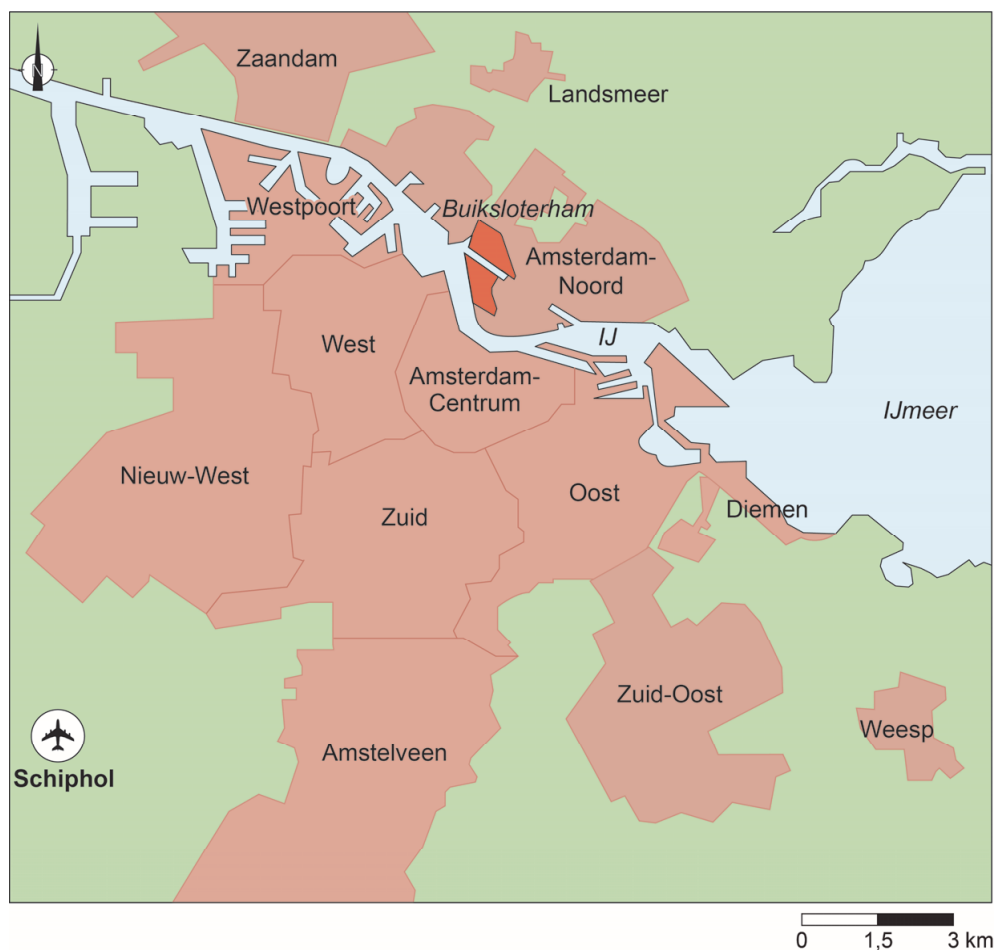 Zaandam
N
Landsmeer
Westpoort
Buiksloterham
Amsterdam-
Noord
West
IJ
Amsterdam-
Centrum
IJmeer
Nieuw-West
Oost
Zuid
Diemen
Zuid-Oost
Weesp
Amstelveen
Schiphol
0 1,5 3 km